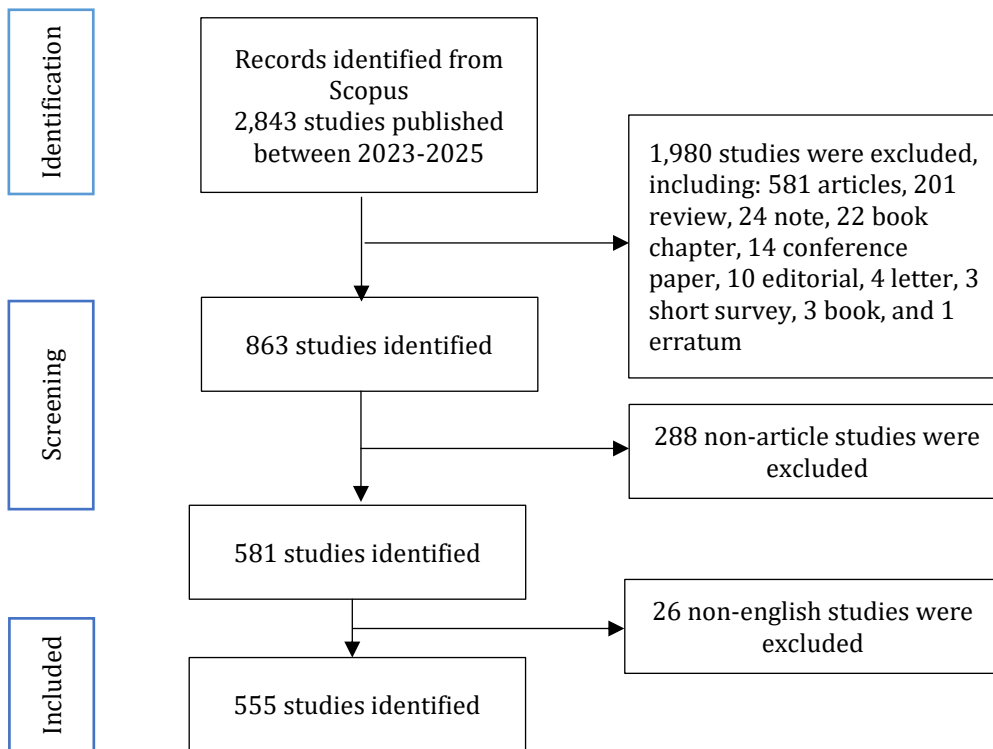 Identification
Records identified from
Scopus
2,843 studies published
between 2023-2025
1,980 studies were excluded,
including: 581 articles, 201
review, 24 note, 22 book
chapter, 14 conference
paper, 10 editorial, 4 letter, 3
short survey, 3 book, and 1
erratum
Screening
863 studies identified
288 non-article studies were
excluded
581 studies identified
26 non-english studies were
excluded
Included
555 studies identified